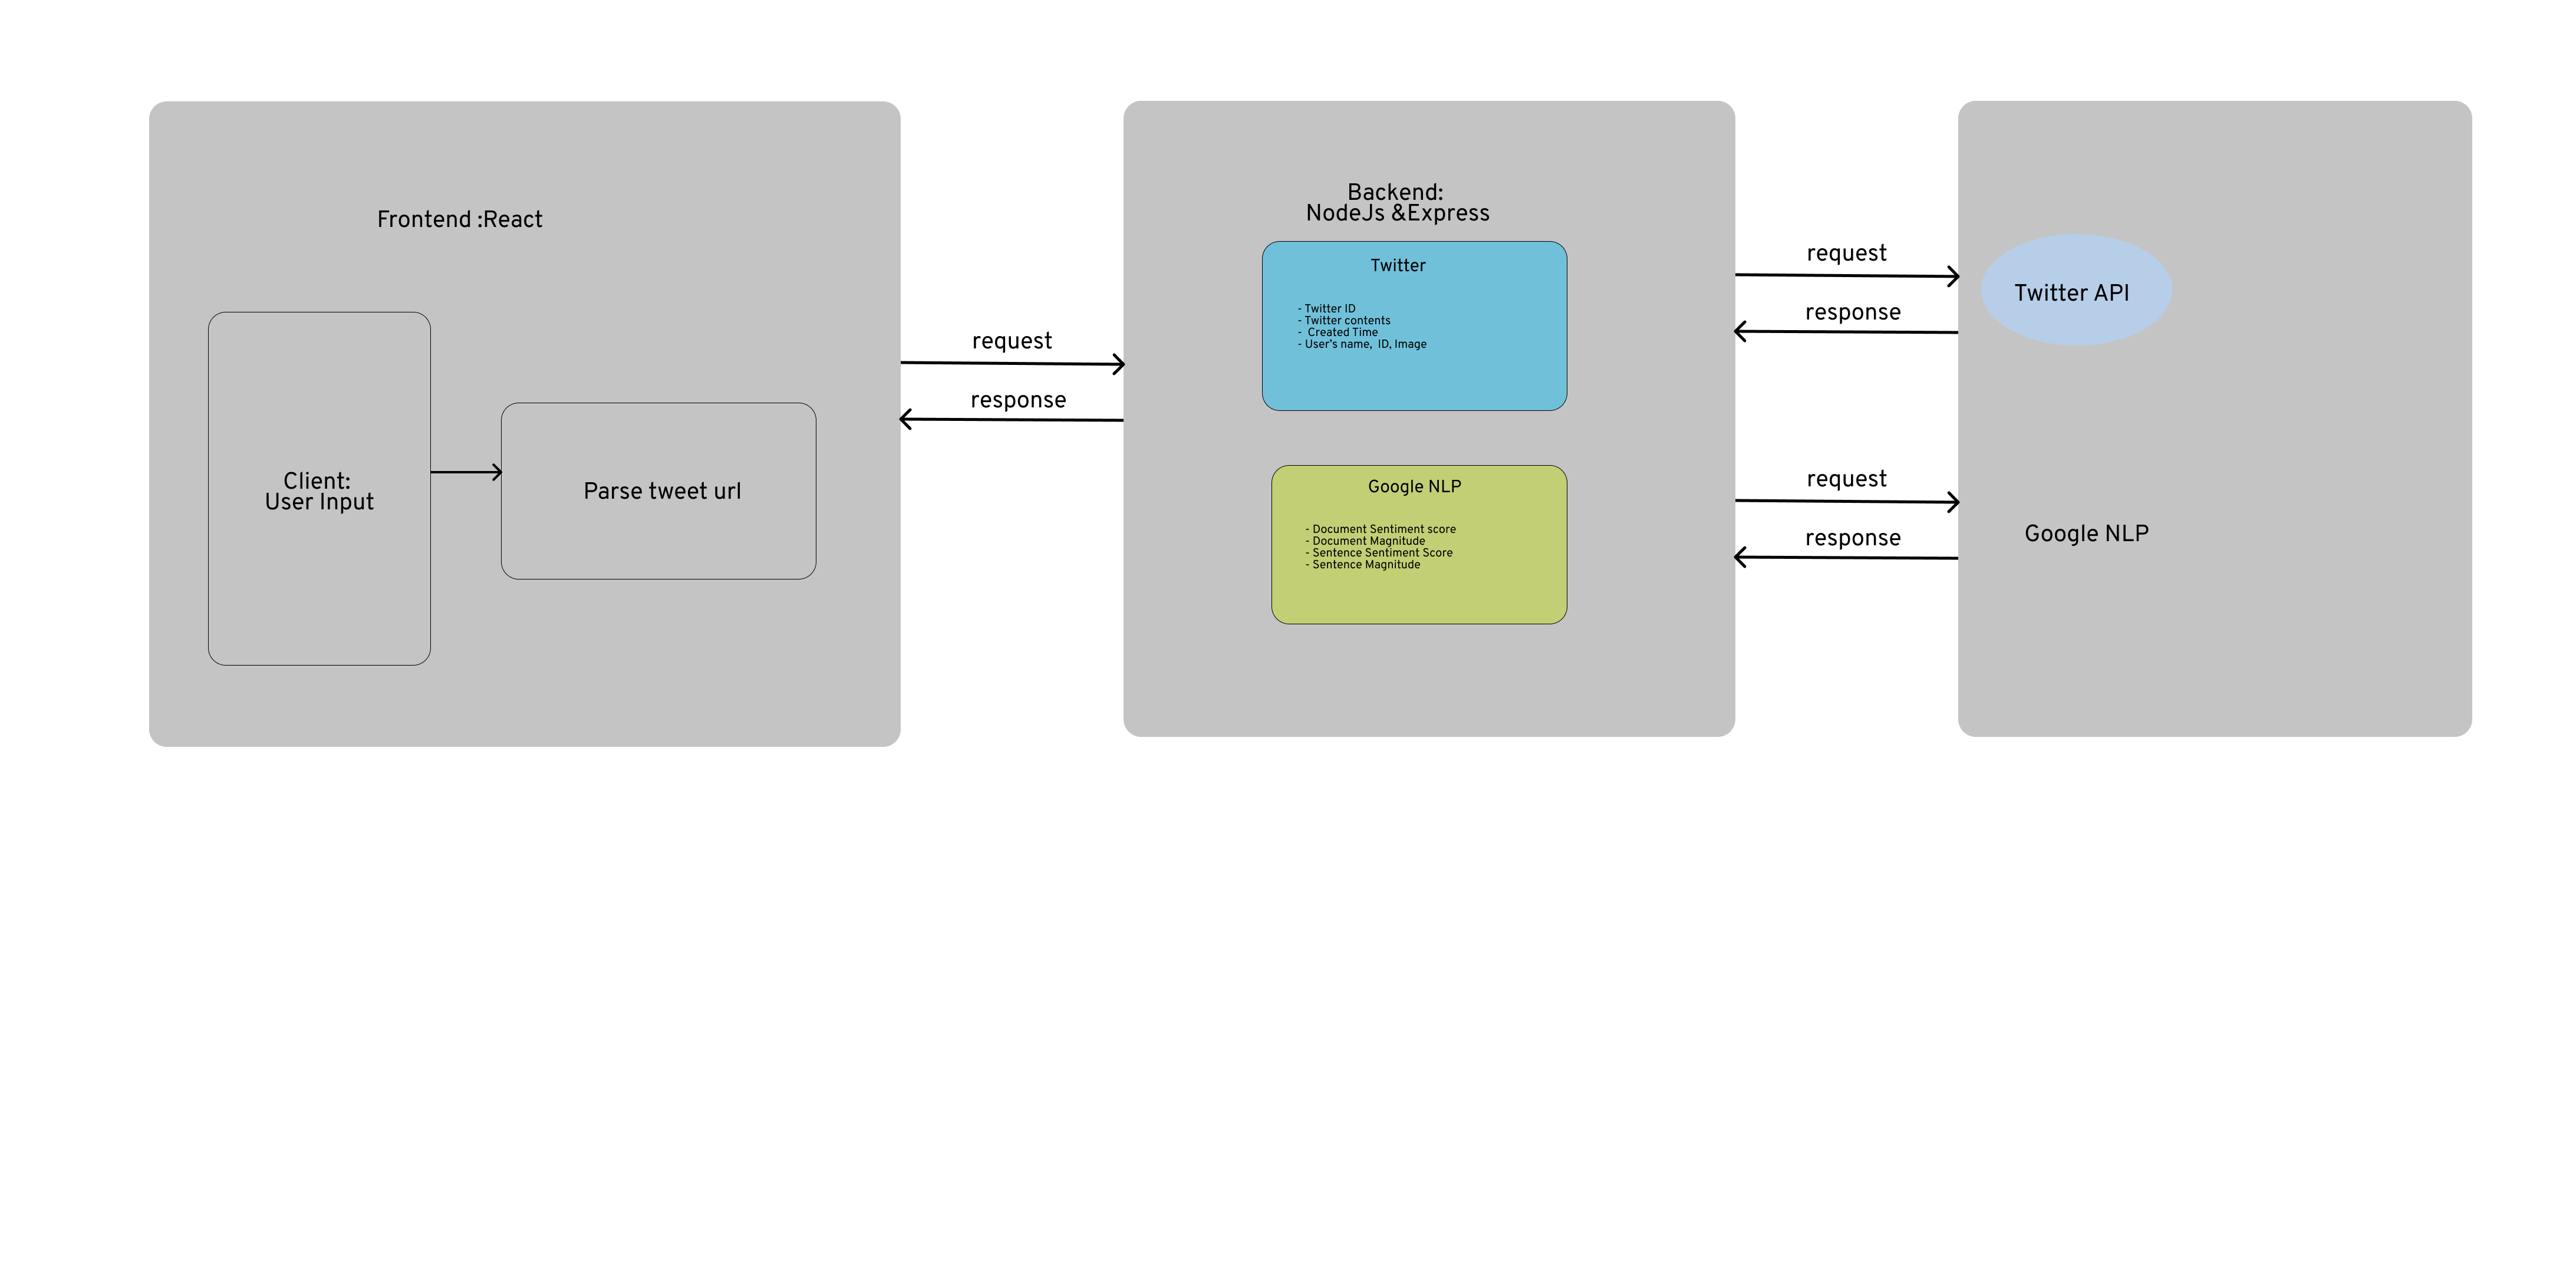 Frontend :React
Client:
User Input
Parse tweet url
request
response
Backend:
NodeJs &Express
Twitter
- Twitter ID
- Twitter contents
-  Created Time
- User's name,  ID, Image
Google NLP
- Document Sentiment score
- Document Magnitude
- Sentence Sentiment Score
- Sentence Magnitude
request
response
request
response
Twitter API
Google NLP